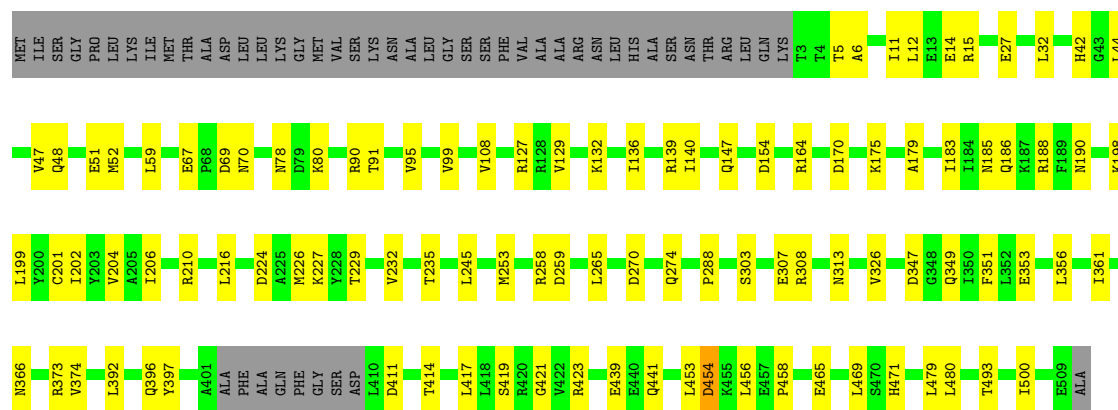 MET ILE SER GLY PRO LEU LYS ILE MET THR ALA ASP LEU LEU LYS GLY MET VAL SER LYS ASN ALA LEU GLY SER SER PHE VAL ALA ALA ARG ASN LEU HIS ALA SER ASN THR ARG LEU GLN LYS T3 T4 T5 A6 I11 L12 E13 E14 R15 E27 L32 H42 G43 L44
V47 Q48 E51 M52 L59 E67 P68 D69 N70 N78 D79 K80 R90 T91 V95 V99 V108 R127 R128 V129 K132 I136 R139 I140 Q147 D154 R164 D170 K175 A179 I183 I184 N185 Q186 K187 R188 F189 N190 K198
L199 Y200 C201 I202 Y203 V204 A205 I206 R210 L216 D224 A225 M226 K227 Y228 T229 V232 T235 L245 M253 R258 D259 L265 D270 Q274 P288 S303 E307 R308 N313 V326 D347 G348 Q349 I350 F351 L352 E353 L356 I361
N366 R373 V374 L392 Q396 Y397 A401 ALA PHE ALA GLN PHE GLY SER ASP L410 D411 T414 L417 L418 S419 R420 G421 V422 R423 E439 E440 Q441 L453 D454 K455 L456 E457 P458 E465 L469 S470 H471 L479 L480 T493 I500 E509 ALA